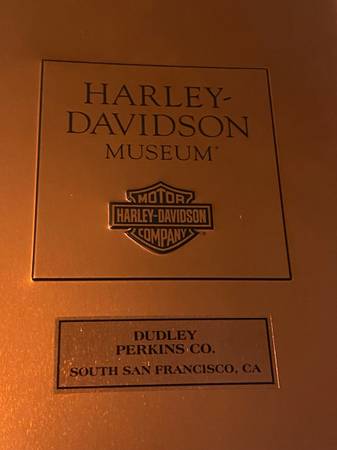 HARLEY-
DAVIDSON
MUSEUM®
MOTOR
HARLEY-DAVIDSON
COMPANY®
DUDLEY
PERKINS CO.
SOUTH SAN FRANCISCO, CA